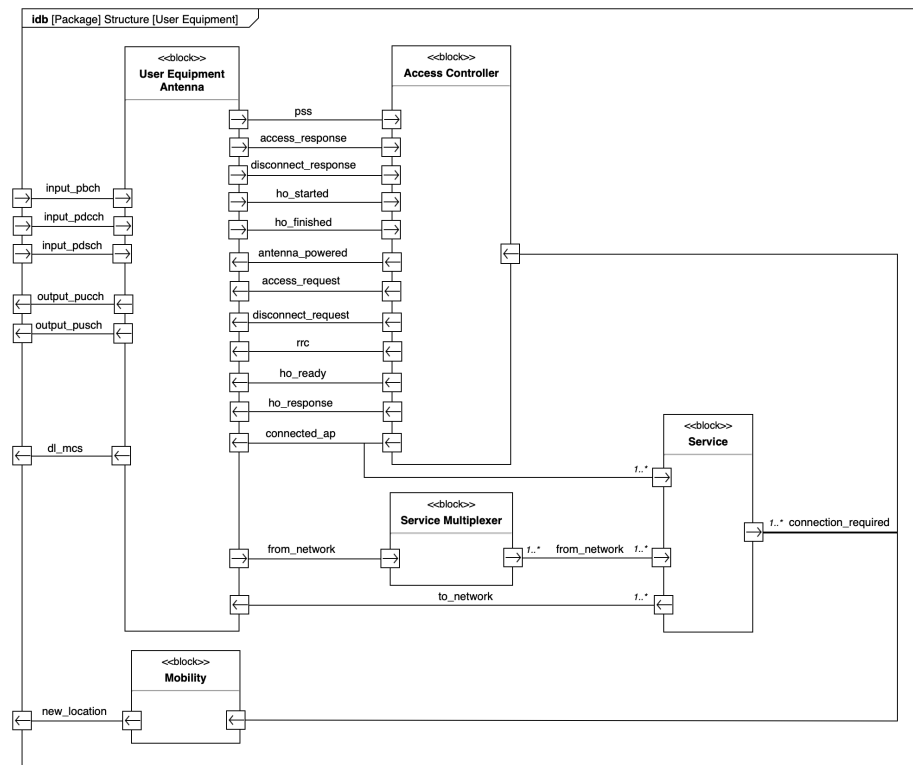 idb [Package] Structure [User Equipment]
<<block>>
User Equipment
Antenna
<<block>>
Access Controller
pss
access_response
disconnect_response
ho_started
ho_finished
antenna_powered
access_request
disconnect_request
rrc
ho_ready
ho_response
connected_ap
input_pbch
input_pdcch
input_pdsch
output_pucch
output_pusch
dl_mcs
<<block>>
Service
1..*
<<block>>
Service Multiplexer
1..* connection_required
from_network
1..* from_network 1..*
to_network
1..*
<<block>>
Mobility
new_location